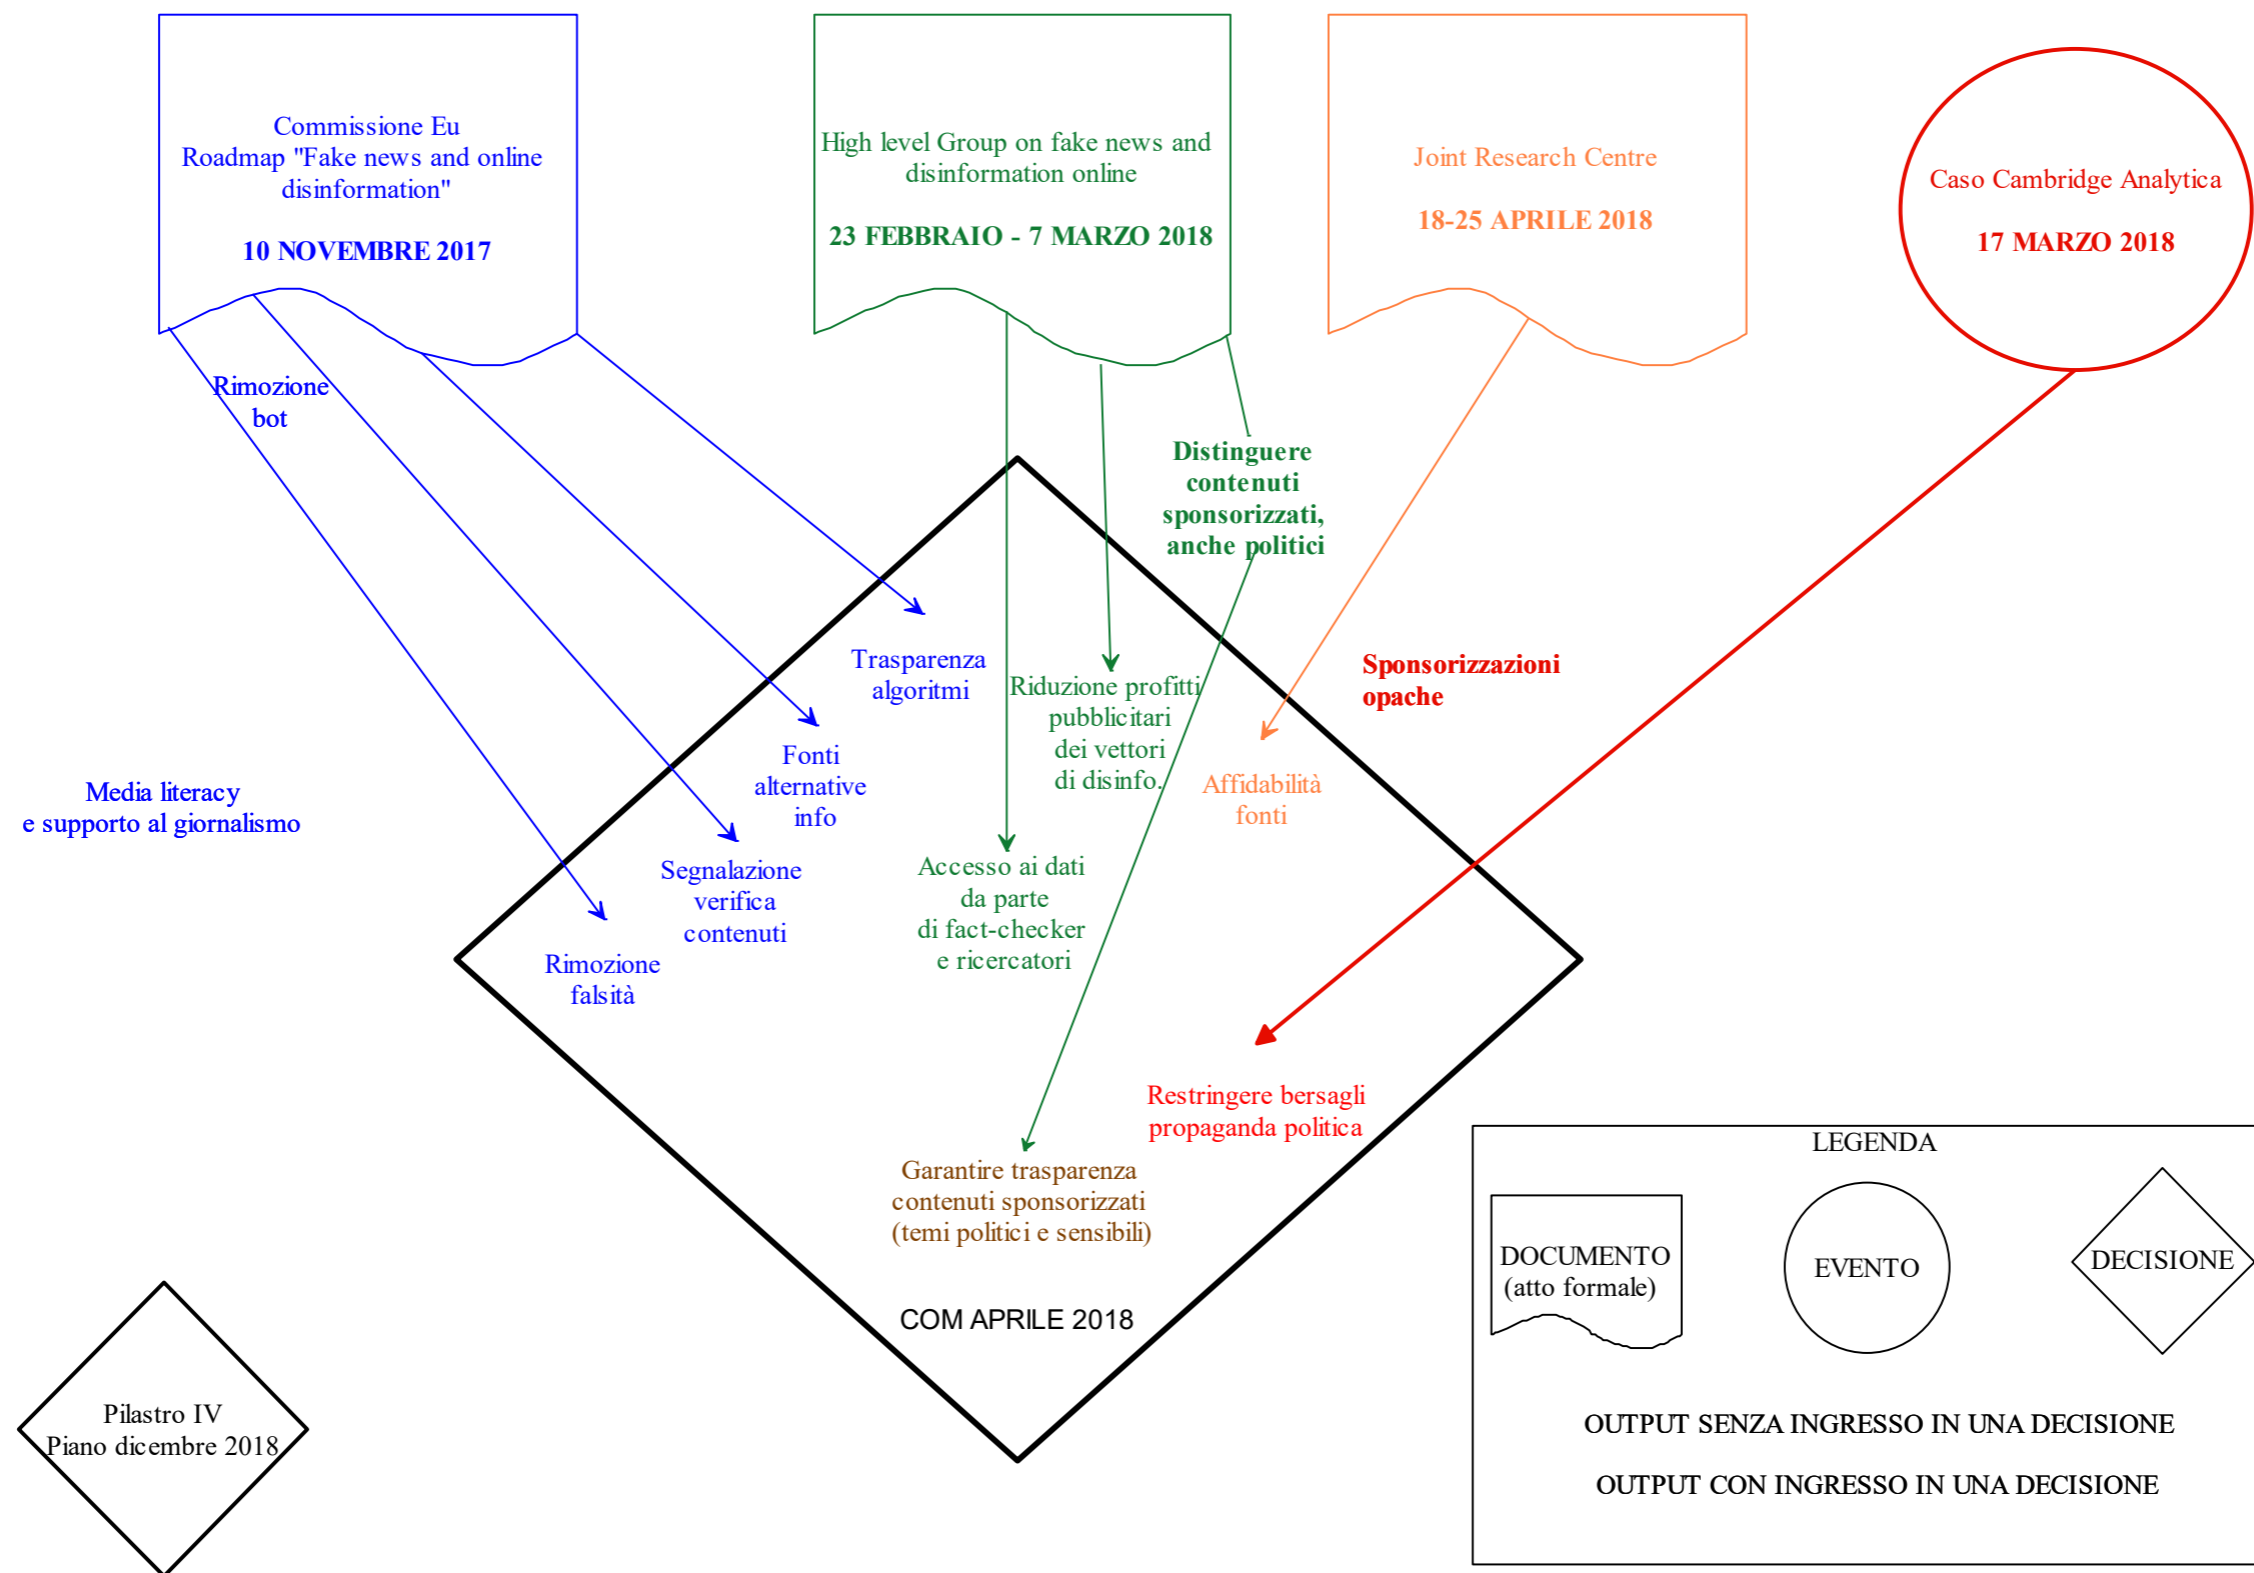 Commissione Eu
Roadmap "Fake news and online
disinformation"
10 NOVEMBRE 2017
High level Group on fake news and
disinformation online
23 FEBBRAIO - 7 MARZO 2018
Joint Research Centre
18-25 APRILE 2018
Caso Cambridge Analytica
17 MARZO 2018
Rimozione
bot
Distinguere
contenuti
sponsorizzati,
anche politici
Trasparenza
algoritmi
Riduzione profitti
pubblicitari
dei vettori
di disinfo.
Sponsorizzazioni
opache
Fonti
alternative
info
Affidabilità
fonti
Media literacy
e supporto al giornalismo
Segnalazione
verifica
contenuti
Accesso ai dati
da parte
di fact-checker
e ricercatori
Rimozione
falsità
Restringere bersagli
propaganda politica
Garantire trasparenza
contenuti sponsorizzati
(temi politici e sensibili)
COM APRILE 2018
Pilastro IV
Piano dicembre 2018
LEGENDA
DOCUMENTO
(atto formale)
EVENTO
DECISIONE
OUTPUT SENZA INGRESSO IN UNA DECISIONE
OUTPUT CON INGRESSO IN UNA DECISIONE